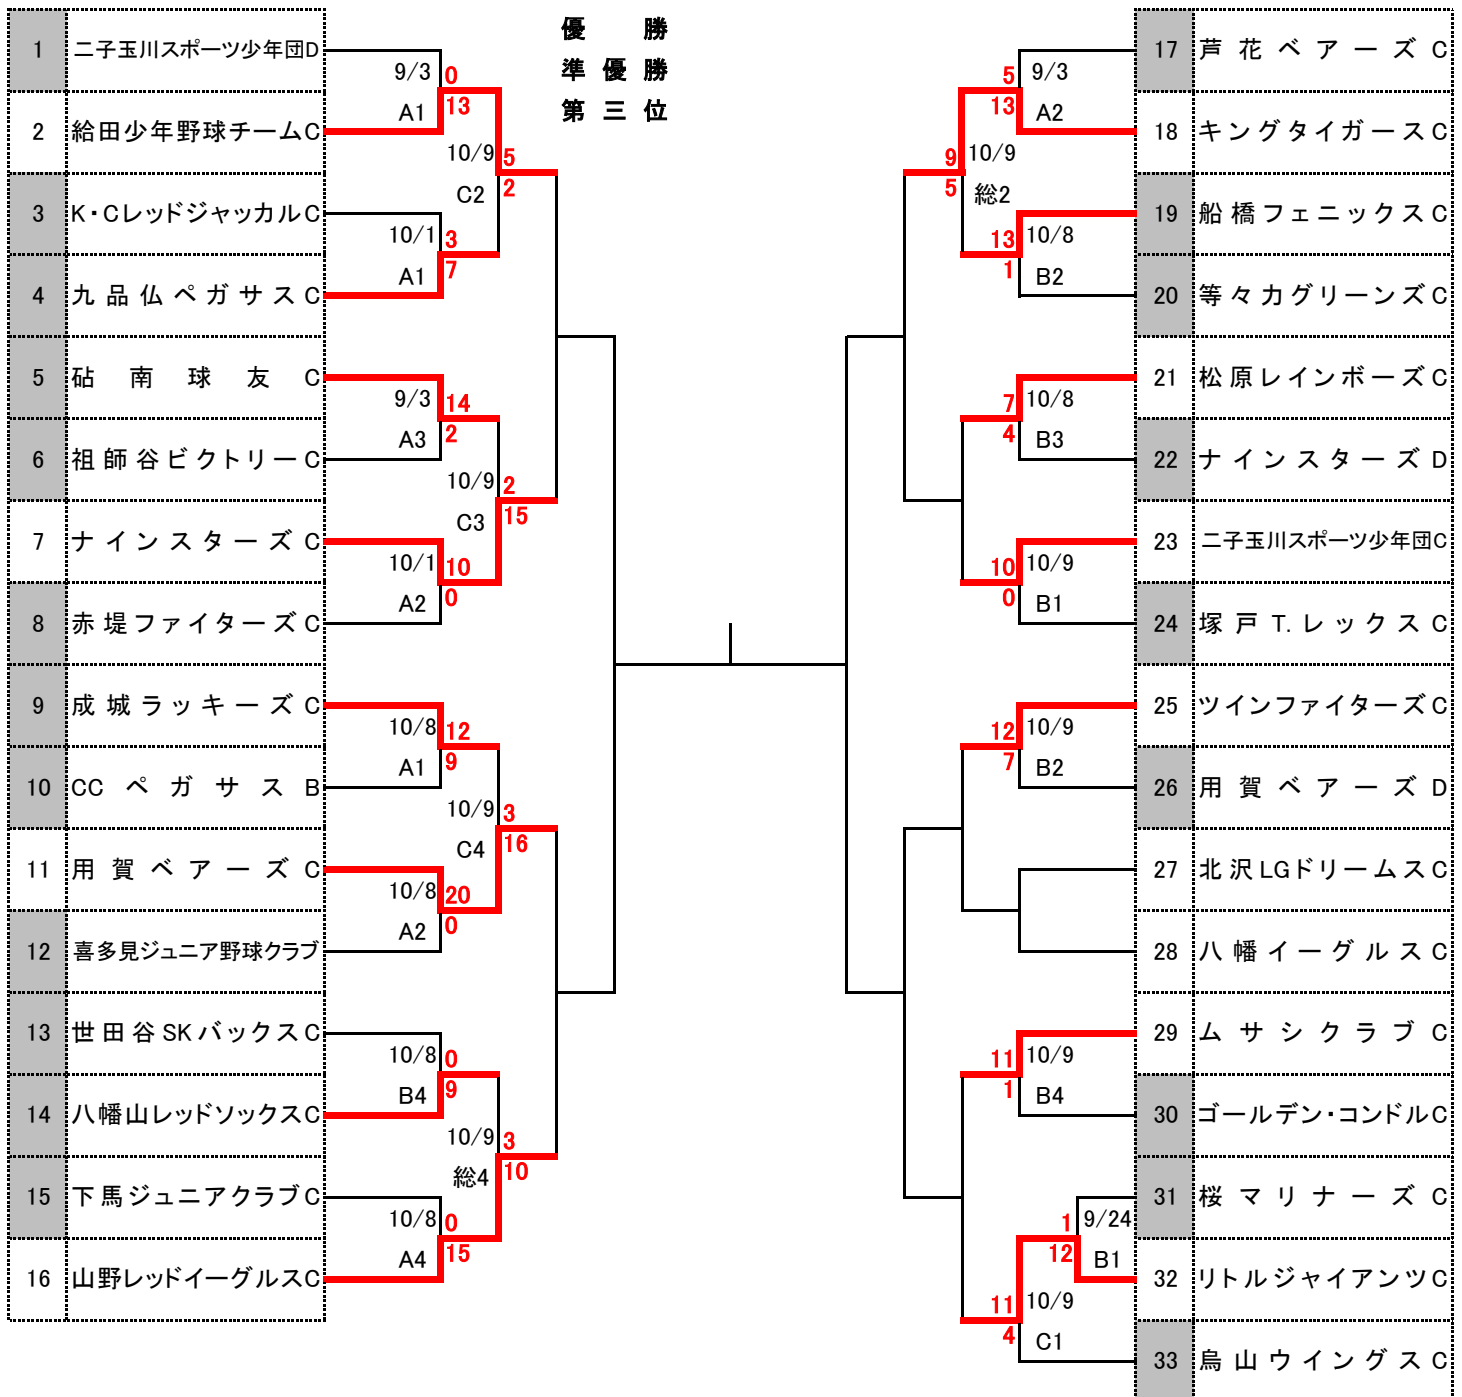 優勝
準優勝
第三位
1 二子玉川スポーツ少年団D
9/3 0
A1 13
2 給田少年野球チームC
10/9 5
C2 2
3 K・CレッドジャッカルC
10/1 3
A1 7
4 九品仏ペガサスC
5 砧南球友C
9/3 14
A3 2
6 祖師谷ビクトリーC
10/9 2
C3 15
7 ナインスターズC
10/1 10
A2 0
8 赤堤ファイターズC
9 成城ラッキーズC
10/8 12
A1 9
10 CCペガサスB
10/9 3
C4 16
11 用賀ベアーズC
10/8 20
A2 0
12 喜多見ジュニア野球クラブ
13 世田谷SKバックスC
10/8 0
B4 9
14 八幡山レッドソックスC
10/9 3
総4 10
15 下馬ジュニアクラブC
10/8 0
A4 15
16 山野レッドイーグルスC
17 芦花ベアーズC
5 9/3
13 A2
18 キングタイガースC
9 10/9
5 総2
19 船橋フェニックスC
13 10/8
1 B2
20 等々力グリーンズC
21 松原レインボーズC
7 10/8
4 B3
22 ナインスターズD
23 二子玉川スポーツ少年団C
10 10/9
0 B1
24 塚戸T.レックスC
25 ツインファイターズC
12 10/9
7 B2
26 用賀ベアーズD
27 北沢LGドリームスC
28 八幡イーグルスC
29 ムサシクラブC
11 10/9
1 B4
30 ゴールデン・コンドルC
31 桜マリナーズC
1 9/24
12 B1
32 リトルジャイアンツC
11 10/9
4 C1
33 烏山ウイングスC